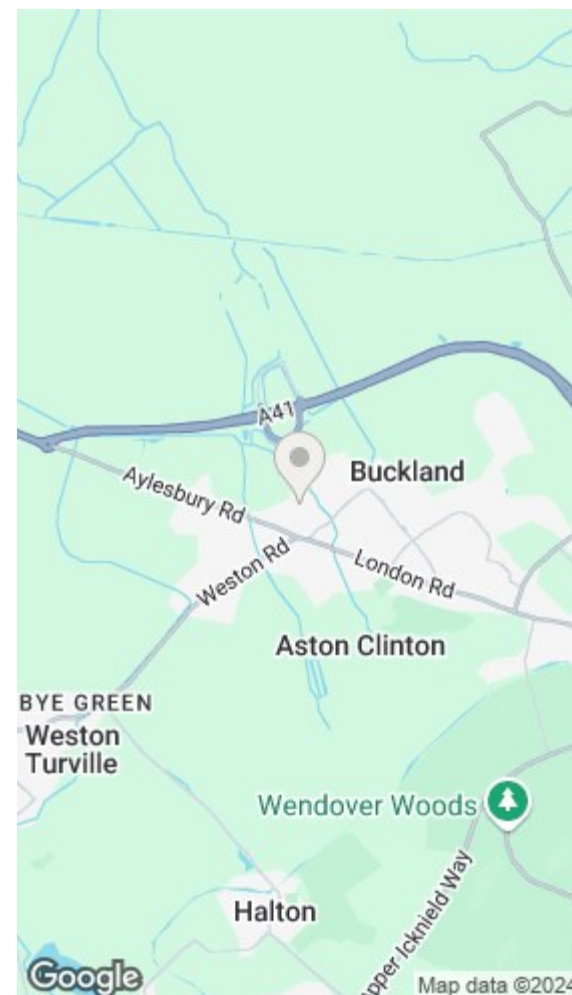 A41
Buckland
Aylesbury Rd
Weston Rd
London Rd
Aston Clinton
BYE GREEN
Weston
Turville
Wendover Woods
Halton
pper Icknield Way
Google
Map data ©2024